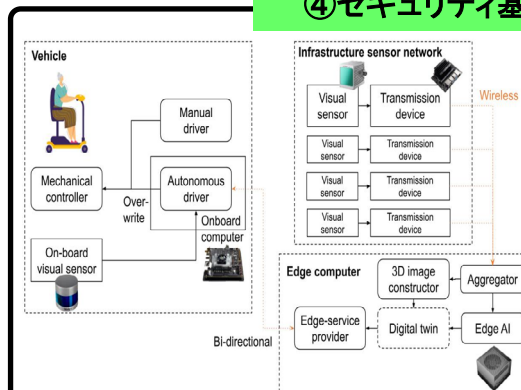 ④セキュリティ基
Vehicle
Manual
driver
Mechanical
controller
Autonomous
driver
Over-
write
Onboard
computer
On-board
visual sensor
Infrastructure sensor network
Visual
sensor
Transmission
device
Wireless
Visual
sensor
Transmission
device
Visual
sensor
Transmission
device
Visual
sensor
Transmission
device
Edge computer
3D image
constructor
Aggregator
Edge-service
provider
Digital twin
Edge AI
Bi-directional